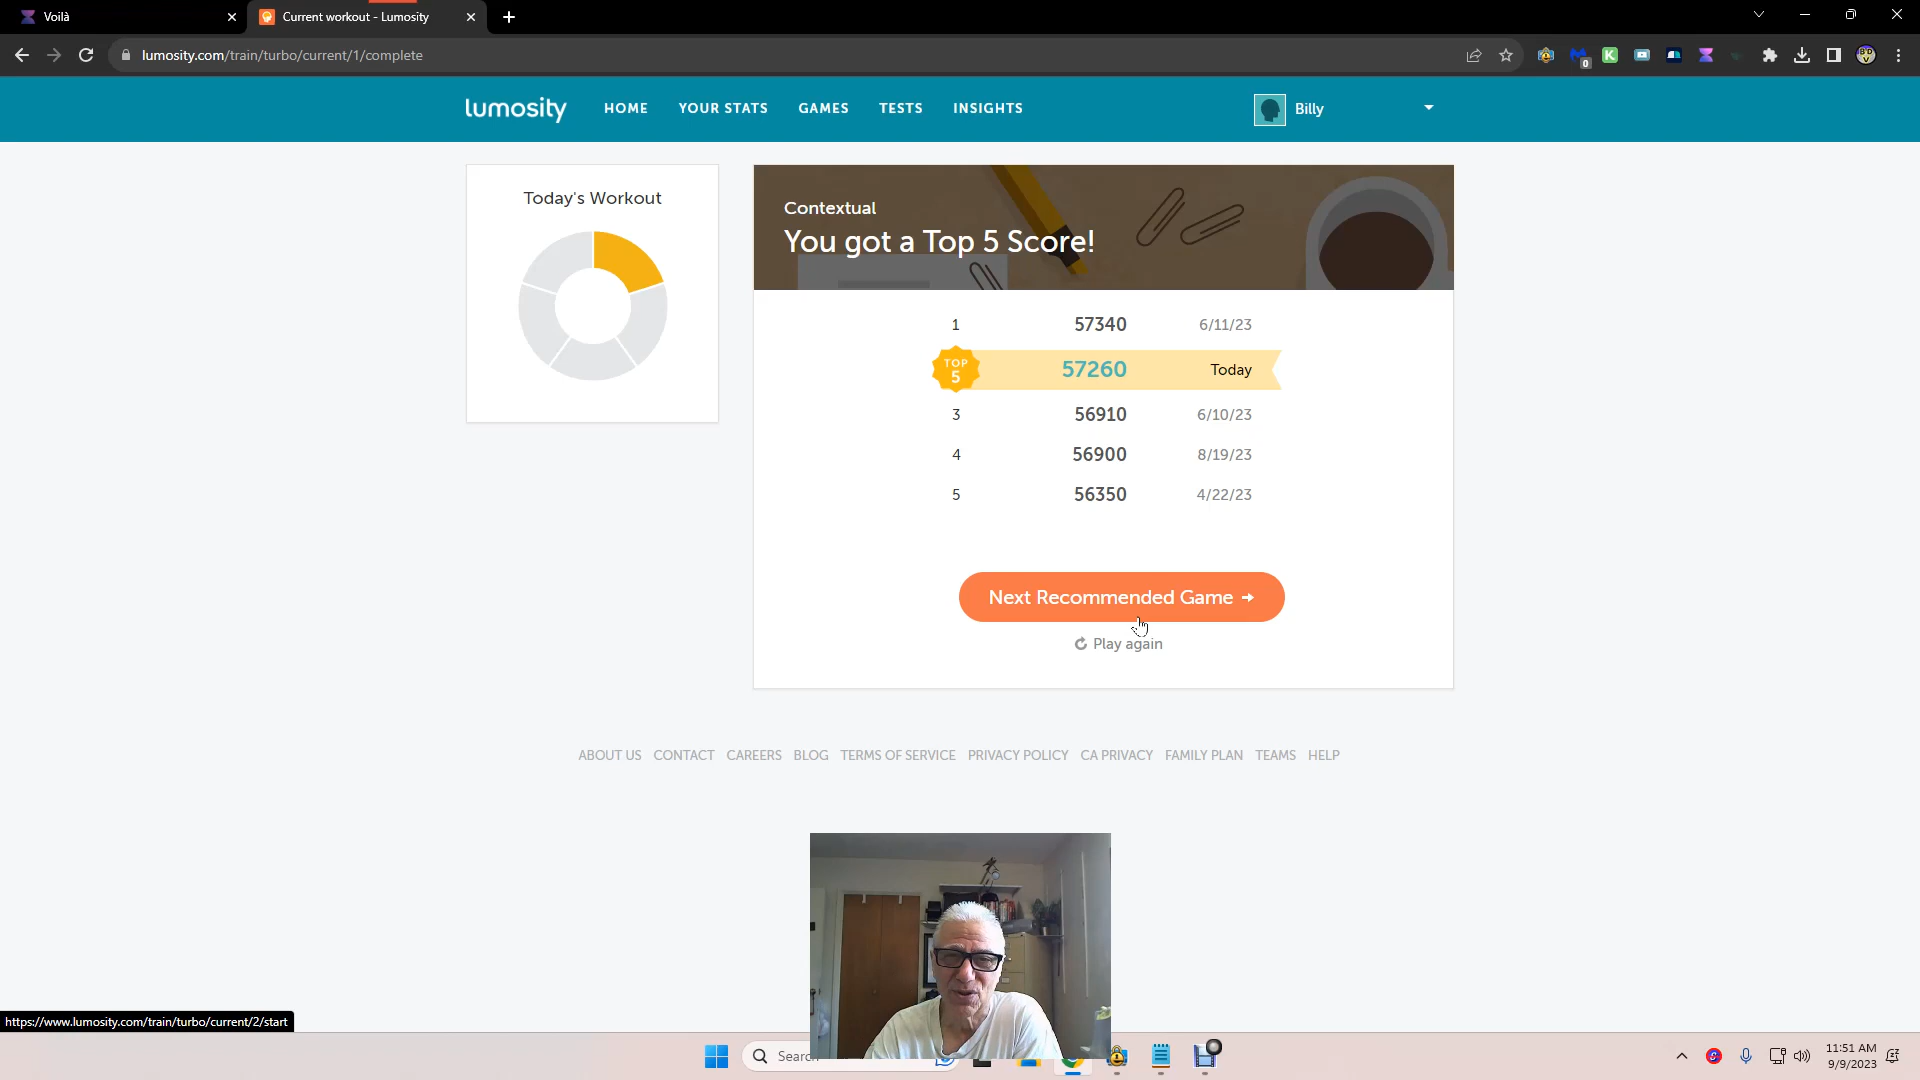 Voilà
Current workout - Lumosity
lumosity.com/train/turbo/current/1/complete
0
K
lumosity
HOME
YOUR STATS
GAMES
TESTS
INSIGHTS
Billy
Today's Workout
Contextual
You got a Top 5 Score!
1 57340 6/11/23
TOP
5
57260 Today
3 56910 6/10/23
4 56900 8/19/23
5 56350 4/22/23
Next Recommended Game
Play again
ABOUT US CONTACT CAREERS BLOG TERMS OF SERVICE PRIVACY POLICY CA PRIVACY FAMILY PLAN TEAMS HELP
https://www.lumosity.com/train/turbo/current/2/start
11:51 AM
9/9/2023